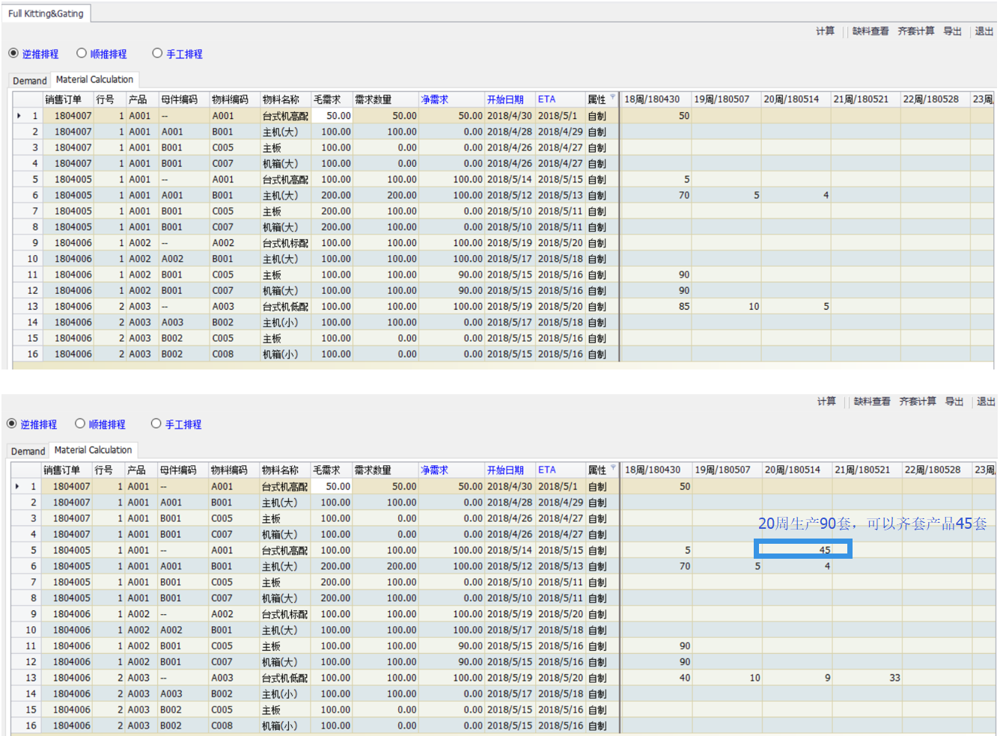 Full Kitting&Gating
计算 缺料查看 齐套计算 导出 退出
逆推排程 顺推排程 手工排程
Demand Material Calculation
销售订单 行号 产品 母件编码 物料编码 物料名称 毛需求 需求数量 净需求 开始日期 ETA 属性 18周/180430 19周/180507 20周/180514 21周/180521 22周/180528 23周
1 1804007 1 A001 -- A001 台式机高配 50.00 50.00 50.00 2018/4/30 2018/5/1 自制 50
2 1804007 1 A001 A001 B001 主机(大) 100.00 100.00 0.00 2018/4/28 2018/4/29 自制
3 1804007 1 A001 B001 C005 主板 100.00 0.00 0.00 2018/4/26 2018/4/27 自制
4 1804007 1 A001 B001 C007 机箱(大) 100.00 0.00 0.00 2018/4/26 2018/4/27 自制
5 1804005 1 A001 -- A001 台式机高配 100.00 100.00 100.00 2018/5/14 2018/5/15 自制 5
6 1804005 1 A001 A001 B001 主机(大) 200.00 200.00 100.00 2018/5/12 2018/5/13 自制 70 5 4
7 1804005 1 A001 B001 C005 主板 200.00 100.00 0.00 2018/5/10 2018/5/11 自制
8 1804005 1 A001 B001 C007 机箱(大) 200.00 100.00 0.00 2018/5/10 2018/5/11 自制
9 1804006 1 A002 -- A002 台式机标配 100.00 100.00 100.00 2018/5/19 2018/5/20 自制
10 1804006 1 A002 A002 B001 主机(大) 100.00 100.00 100.00 2018/5/17 2018/5/18 自制
11 1804006 1 A002 B001 C005 主板 100.00 100.00 90.00 2018/5/15 2018/5/16 自制 90
12 1804006 1 A002 B001 C007 机箱(大) 100.00 100.00 90.00 2018/5/15 2018/5/16 自制 90
13 1804006 2 A003 -- A003 台式机低配 100.00 100.00 100.00 2018/5/19 2018/5/20 自制 85 10 5
14 1804006 2 A003 A003 B002 主机(小) 100.00 100.00 0.00 2018/5/17 2018/5/18 自制
15 1804006 2 A003 B002 C005 主板 100.00 0.00 0.00 2018/5/15 2018/5/16 自制
16 1804006 2 A003 B002 C008 机箱(小) 100.00 0.00 0.00 2018/5/15 2018/5/16 自制
计算 缺料查看 齐套计算 导出 退出
逆推排程 顺推排程 手工排程
Demand Material Calculation
销售订单 行号 产品 母件编码 物料编码 物料名称 毛需求 需求数量 净需求 开始日期 ETA 属性 18周/180430 19周/180507 20周/180514 21周/180521 22周/180528 23周
1 1804007 1 A001 -- A001 台式机高配 50.00 50.00 50.00 2018/4/30 2018/5/1 自制 50
2 1804007 1 A001 A001 B001 主机(大) 100.00 100.00 0.00 2018/4/28 2018/4/29 自制
3 1804007 1 A001 B001 C005 主板 100.00 0.00 0.00 2018/4/26 2018/4/27 自制
20周生产90套，可以齐套产品45套
4 1804007 1 A001 B001 C007 机箱(大) 100.00 0.00 0.00 2018/4/26 2018/4/27 自制
5 1804005 1 A001 -- A001 台式机高配 100.00 100.00 100.00 2018/5/14 2018/5/15 自制 5 45
6 1804005 1 A001 A001 B001 主机(大) 200.00 200.00 100.00 2018/5/12 2018/5/13 自制 70 5 4
7 1804005 1 A001 B001 C005 主板 200.00 100.00 0.00 2018/5/10 2018/5/11 自制
8 1804005 1 A001 B001 C007 机箱(大) 200.00 100.00 0.00 2018/5/10 2018/5/11 自制
9 1804006 1 A002 -- A002 台式机标配 100.00 100.00 100.00 2018/5/19 2018/5/20 自制
10 1804006 1 A002 A002 B001 主机(大) 100.00 100.00 100.00 2018/5/17 2018/5/18 自制
11 1804006 1 A002 B001 C005 主板 100.00 100.00 90.00 2018/5/15 2018/5/16 自制 90
12 1804006 1 A002 B001 C007 机箱(大) 100.00 100.00 90.00 2018/5/15 2018/5/16 自制 90
13 1804006 2 A003 -- A003 台式机低配 100.00 100.00 100.00 2018/5/19 2018/5/20 自制 40 10 9 33
14 1804006 2 A003 A003 B002 主机(小) 100.00 100.00 0.00 2018/5/17 2018/5/18 自制
15 1804006 2 A003 B002 C005 主板 100.00 0.00 0.00 2018/5/15 2018/5/16 自制
16 1804006 2 A003 B002 C008 机箱(小) 100.00 0.00 0.00 2018/5/15 2018/5/16 自制